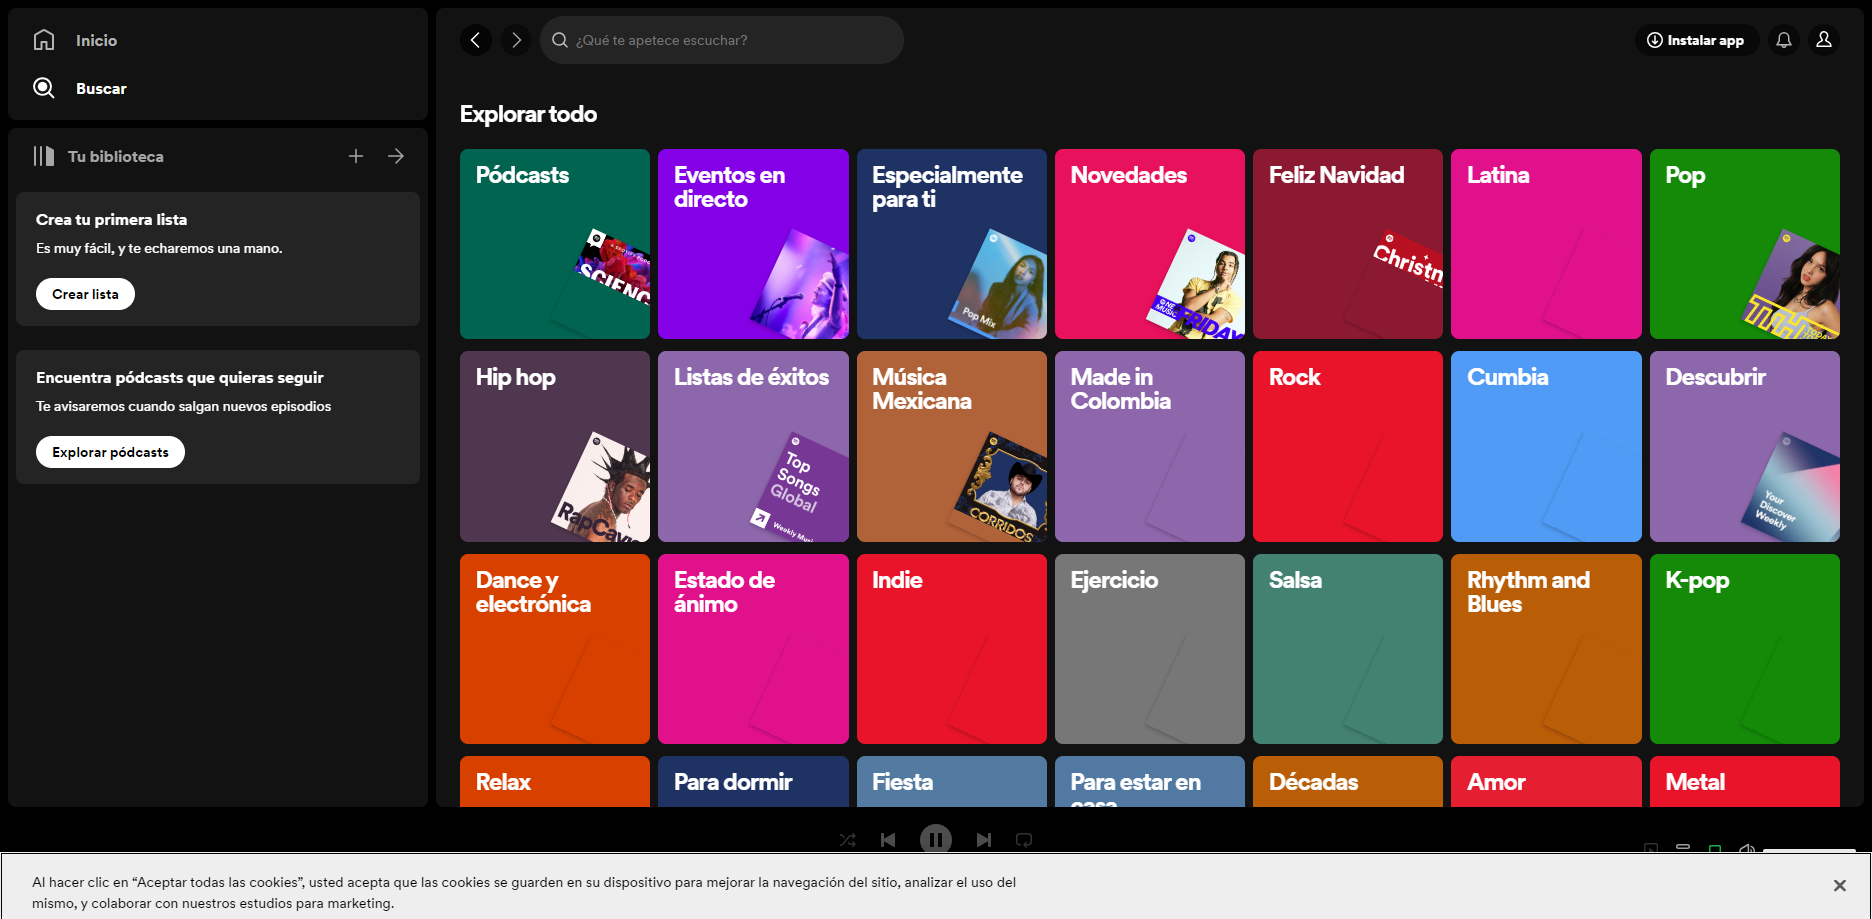 Inicio
Buscar
¿Qué te apetece escuchar?
Instalar app
Tu biblioteca
Crea tu primera lista
Es muy fácil, y te echaremos una mano.
Crear lista
Encuentra pódcasts que quieras seguir
Te avisaremos cuando salgan nuevos episodios
Explorar pódcasts
Explorar todo
Pódcasts
Eventos en
directo
Especialmente
para ti
Pop Mix
Novedades
FRIDAY
Feliz Navidad
Christm
Latina
Pop
Hip hop
RapCavi
Listas de éxitos
Top
Songs
Global
Weekly Mus
Música
Mexicana
CORRIDOS
Made in
Colombia
Rock
Cumbia
Descubrir
Your
Discover
Weekly
Dance y
electrónica
Estado de
ánimo
Indie
Ejercicio
Salsa
Rhythm and
Blues
K-pop
Relax
Para dormir
Fiesta
Para estar en
casa
Décadas
Amor
Metal
Al hacer clic en “Aceptar todas las cookies”, usted acepta que las cookies se guarden en su dispositivo para mejorar la navegación del sitio, analizar el uso del
mismo, y colaborar con nuestros estudios para marketing.